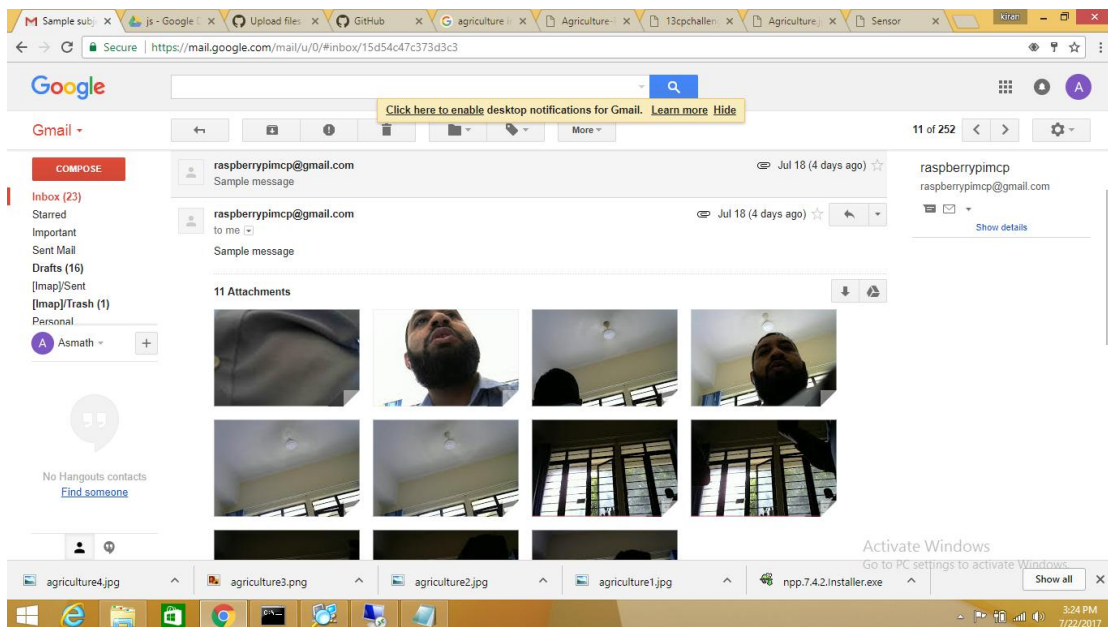 Sample subj
js - Google D
Upload files
GitHub
agriculture in
Agriculture-
13cpchalleng
Agriculture.j
Sensor
kiran
Secure | https://mail.google.com/mail/u/0/#inbox/15d54c47c373d3c3
Google
A
Click here to enable desktop notifications for Gmail. Learn more Hide
Gmail
More
11 of 252
COMPOSE
Inbox (23)
Starred
Important
Sent Mail
Drafts (16)
[Imap]/Sent
[Imap]/Trash (1)
Personal
A Asmath
No Hangouts contacts
Find someone
raspberrypimcp@gmail.com
Jul 18 (4 days ago)
Sample message
raspberrypimcp@gmail.com
Jul 18 (4 days ago)
to me
Sample message
11 Attachments
raspberrypimcp
raspberrypimcp@gmail.com
Show details
Activate Windows
Go to PC settings to activate Windows.
agriculture4.jpg
agriculture3.png
agriculture2.jpg
agriculture1.jpg
npp.7.4.2.Installer.exe
Show all
3:24 PM
7/22/2017